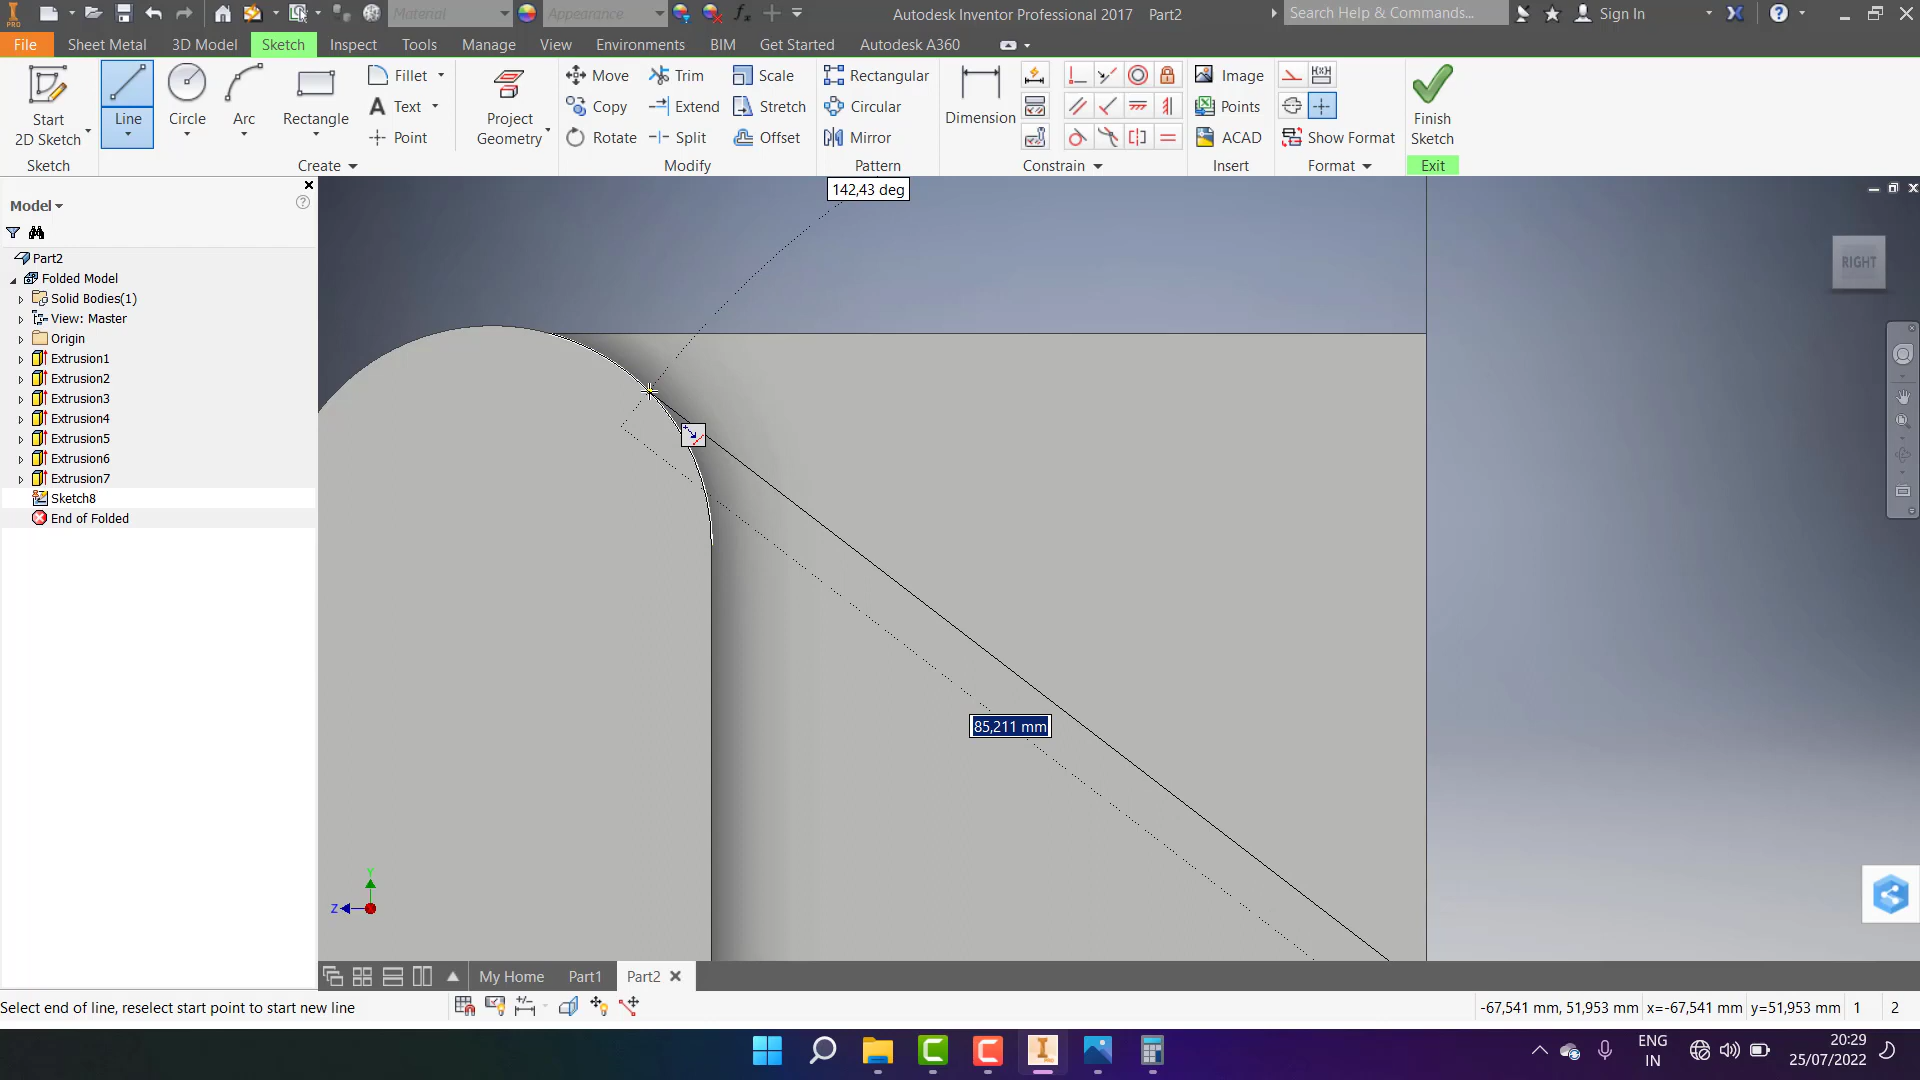 Material
Appearance
Autodesk Inventor Professional 2017 Part2
Search Help & Commands...
Sign In
PRO
File Sheet Metal 3D Model Sketch Inspect Tools Manage View Environments BIM Get Started Autodesk A360
Start
2D Sketch
Line
Circle
Arc
Rectangle
Fillet
Text
Point
Project
Geometry
Move
Copy
Rotate
Trim
Extend
Split
Scale
Stretch
Offset
Rectangular
Circular
Mirror
Dimension
Image
Points
ACAD
Show Format
Finish
Sketch
Sketch Create Modify Pattern Constrain Insert Format Exit
142,43 deg
Model
Part2
Folded Model
Solid Bodies(1)
View: Master
Origin
Extrusion1
Extrusion2
Extrusion3
Extrusion4
Extrusion5
Extrusion6
Extrusion7
Sketch8
End of Folded
RIGHT
85,211 mm
Y
Z
My Home Part1 Part2
Select end of line, reselect start point to start new line
-67,541 mm, 51,953 mm x=-67,541 mm y=51,953 mm 1 2
ENG
IN
20:29
25/07/2022